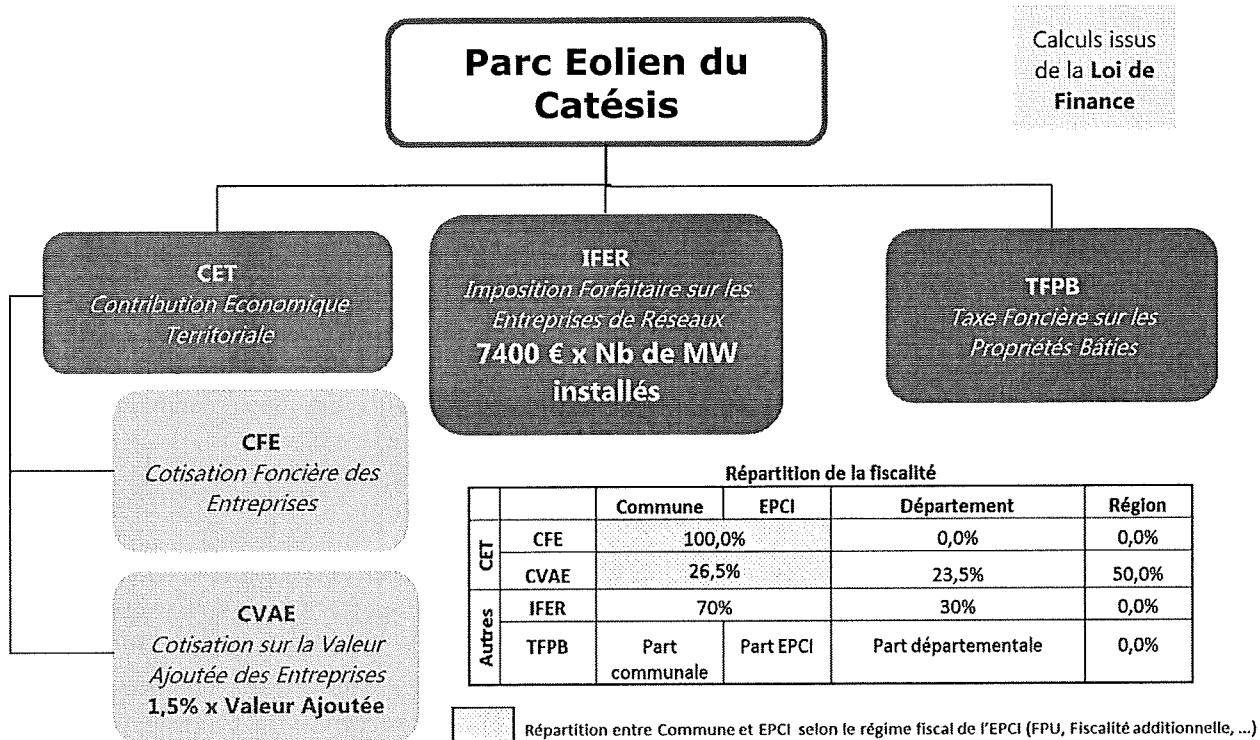 Parc Eolien du
Catésis
Calculs issus
de la Loi de
Finance
CET
Contribution Economique
Territoriale
IFER
Imposition Forfaitaire sur les
Entreprises de Réseaux
7400 € x Nb de MW
installés
TFPB
Taxe Foncière sur les
Propriétés Bâties
CFE
Cotisation Foncière des
Entreprises
CVAE
Cotisation sur la Valeur
Ajoutée des Entreprises
1,5% x Valeur Ajoutée
Répartition de la fiscalité
Commune EPCI Département Région
CET
CFE 100,0% 0,0% 0,0%
CVAE 26,5% 23,5% 50,0%
Autres
IFER 70% 30% 0,0%
TFPB Part Part EPCI Part départementale 0,0%
communale
Répartition entre Commune et EPCI selon le régime fiscal de l'EPCI (FPU, Fiscalité additionnelle, ...)